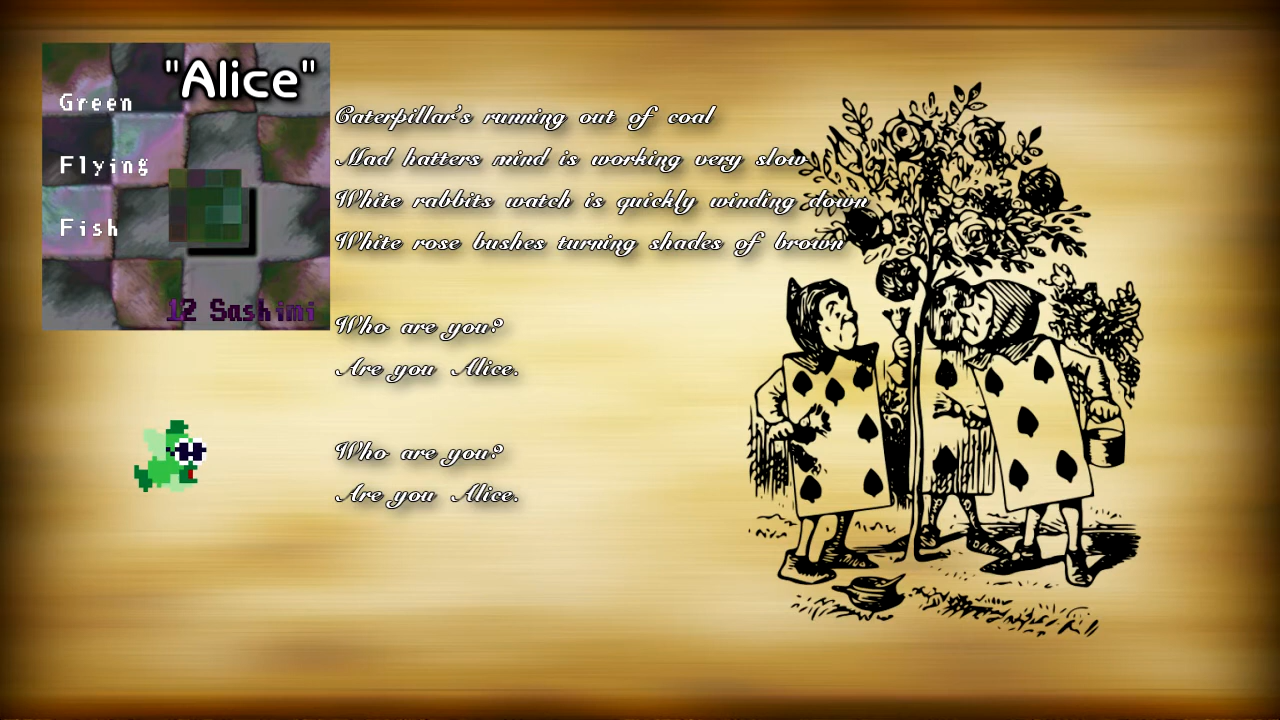 "Alice"
Green
Flying
Fish
12 Sashimi
Caterpillar's running out of coal
Mad hatters mind is working very slow
White rabbits watch is quickly winding down
White rose bushes turning shades of brown
Who are you?
Are you Alice.
Who are you?
Are you Alice.